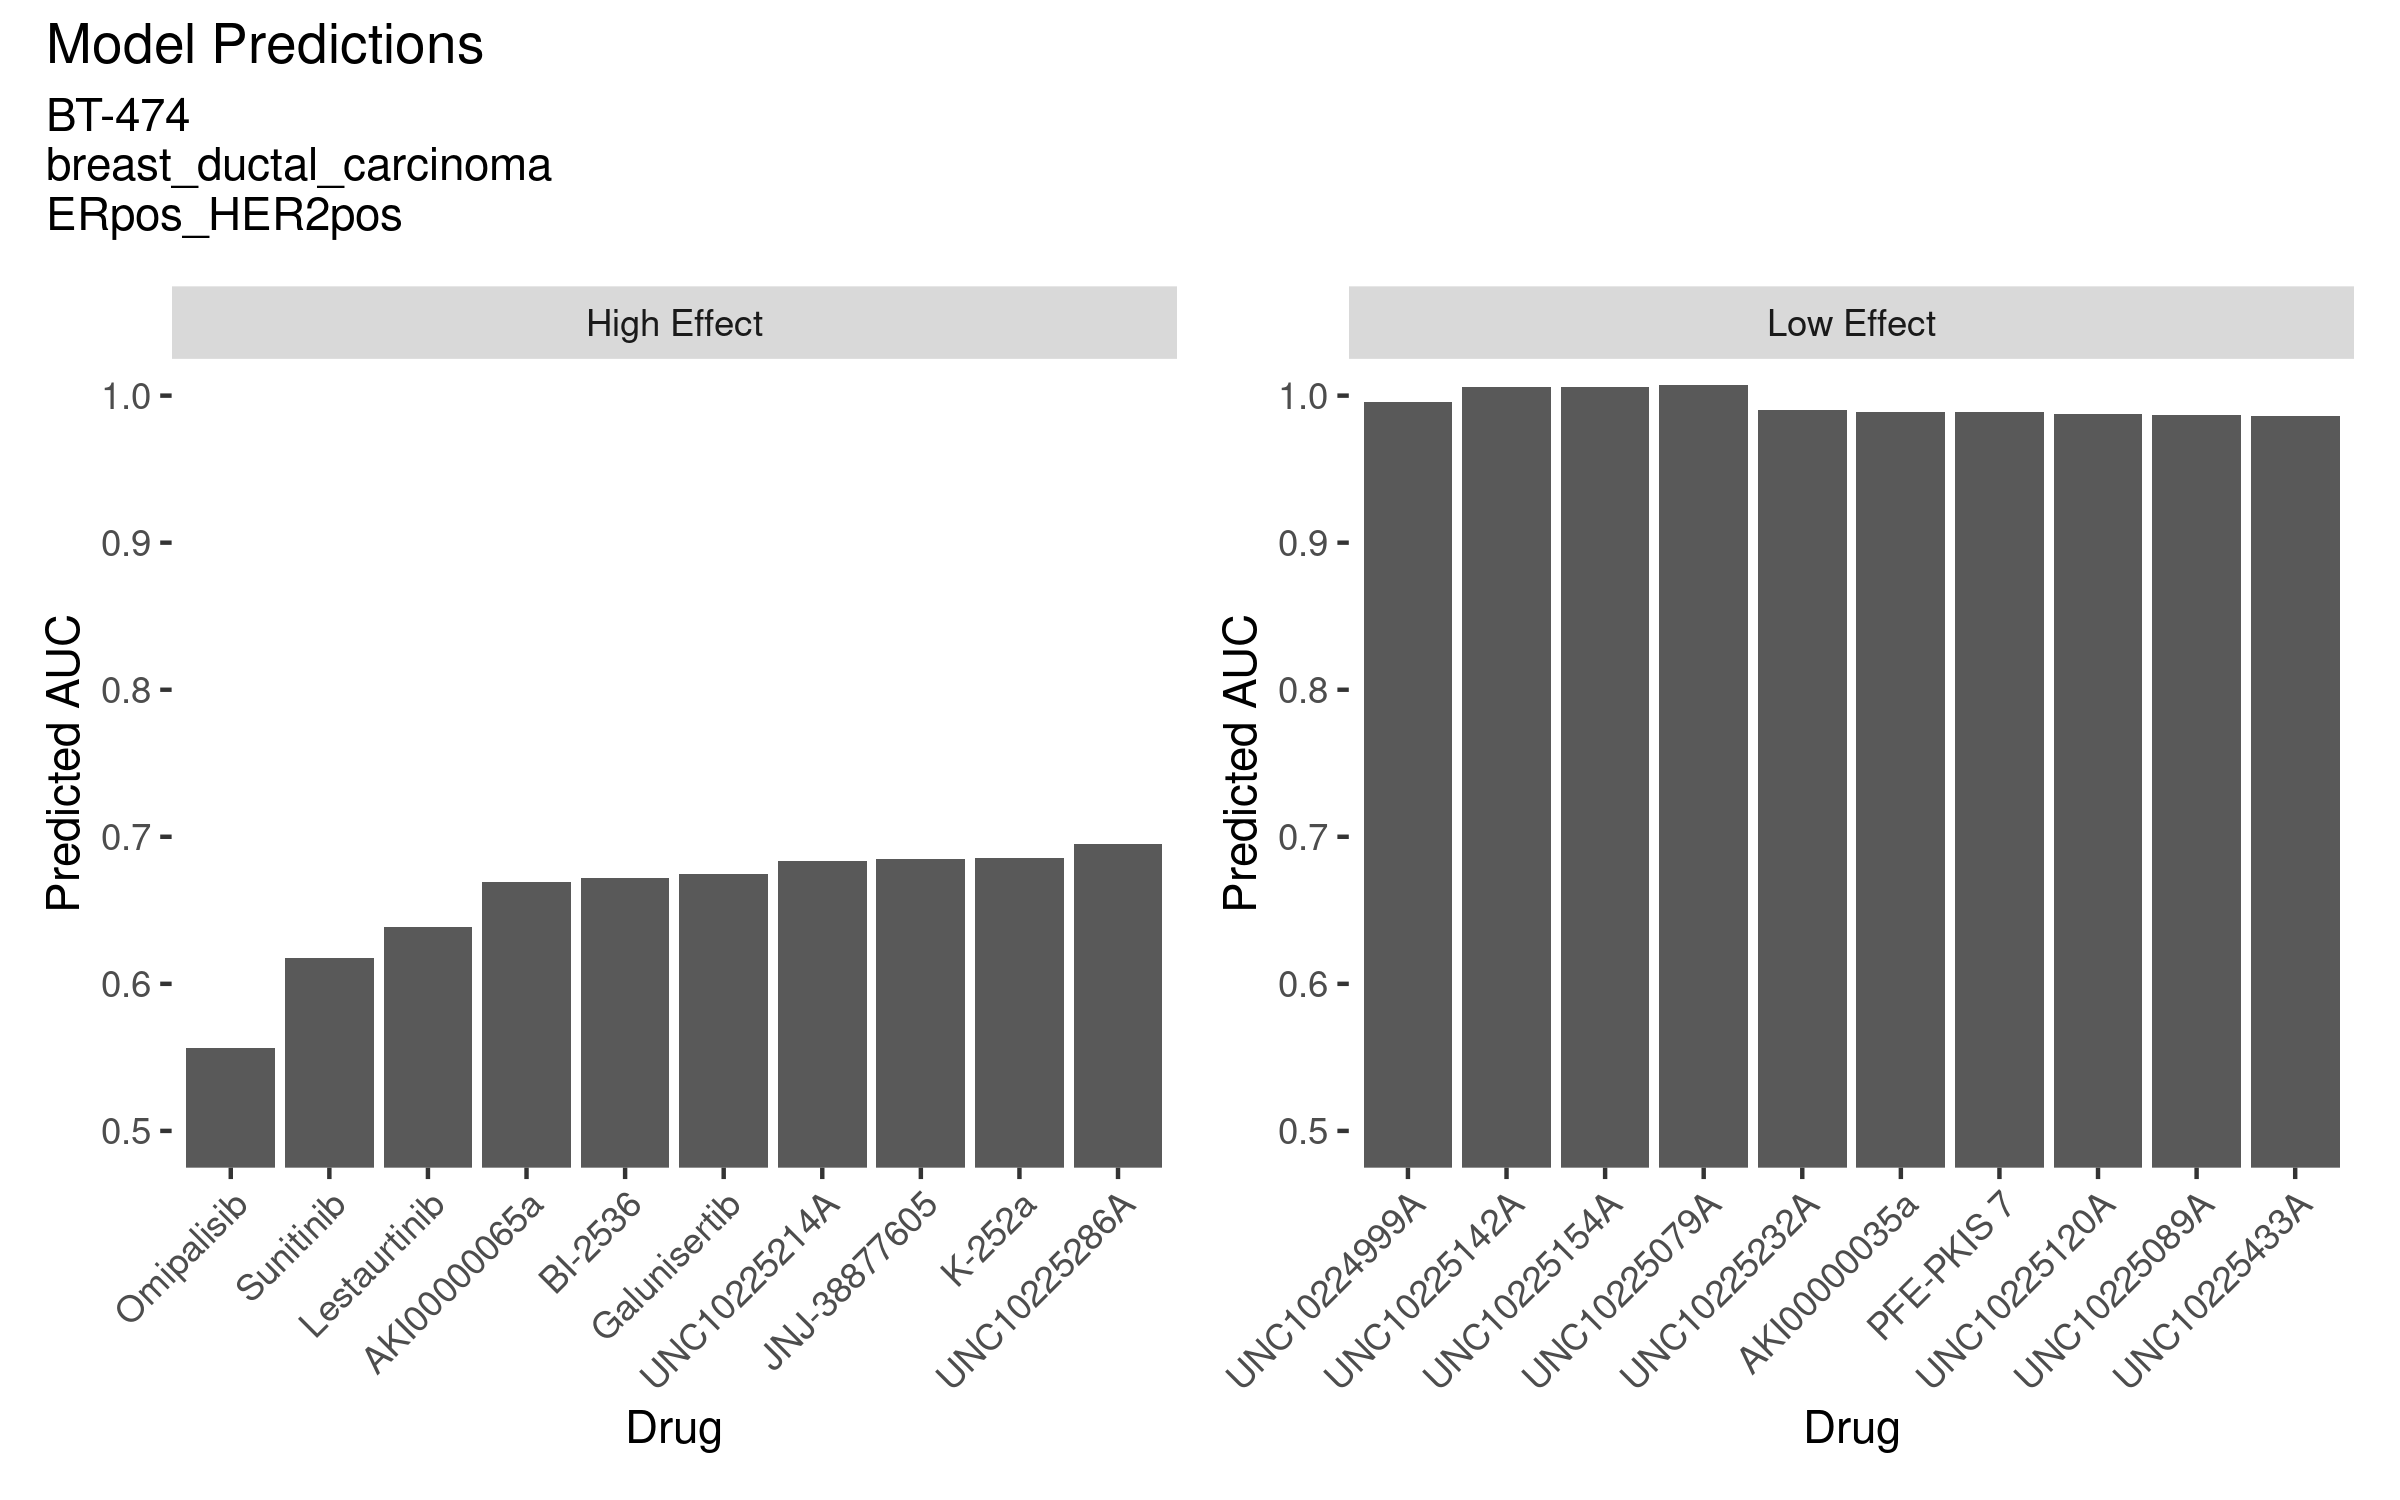 Model Predictions
BT-474
breast_ductal_carcinoma
ERpos_HER2pos
High Effect
1.0
0.9
0.8
0.7
0.6
0.5
Predicted AUC
Omipalisib
Sunitinib
Lestaurtinib
AKI00000065a
BI-2536
Galunisertib
UNC10225214A
JNJ-38877605
K-252a
UNC10225286A
Drug
Low Effect
1.0
0.9
0.8
0.7
0.6
0.5
Predicted AUC
UNC10224999A
UNC10225142A
UNC10225154A
UNC10225079A
UNC10225232A
AKI00000035a
PFE-PKIS 7
UNC10225120A
UNC10225089A
UNC10225433A
Drug